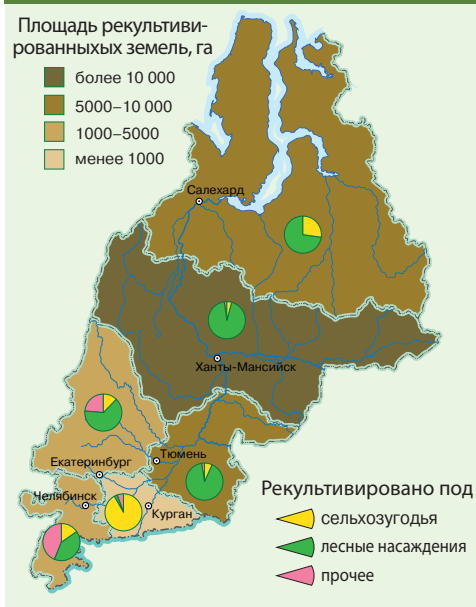 Площадь рекультиви-
рованныхых земель, га
более 10 000
5000–10 000
1000–5000
менее 1000
Салехард
Ханты-Мансийск
Екатеринбург
Тюмень
Челябинск
Курган
Рекультивировано под
сельхозугодья
лесные насаждения
прочее